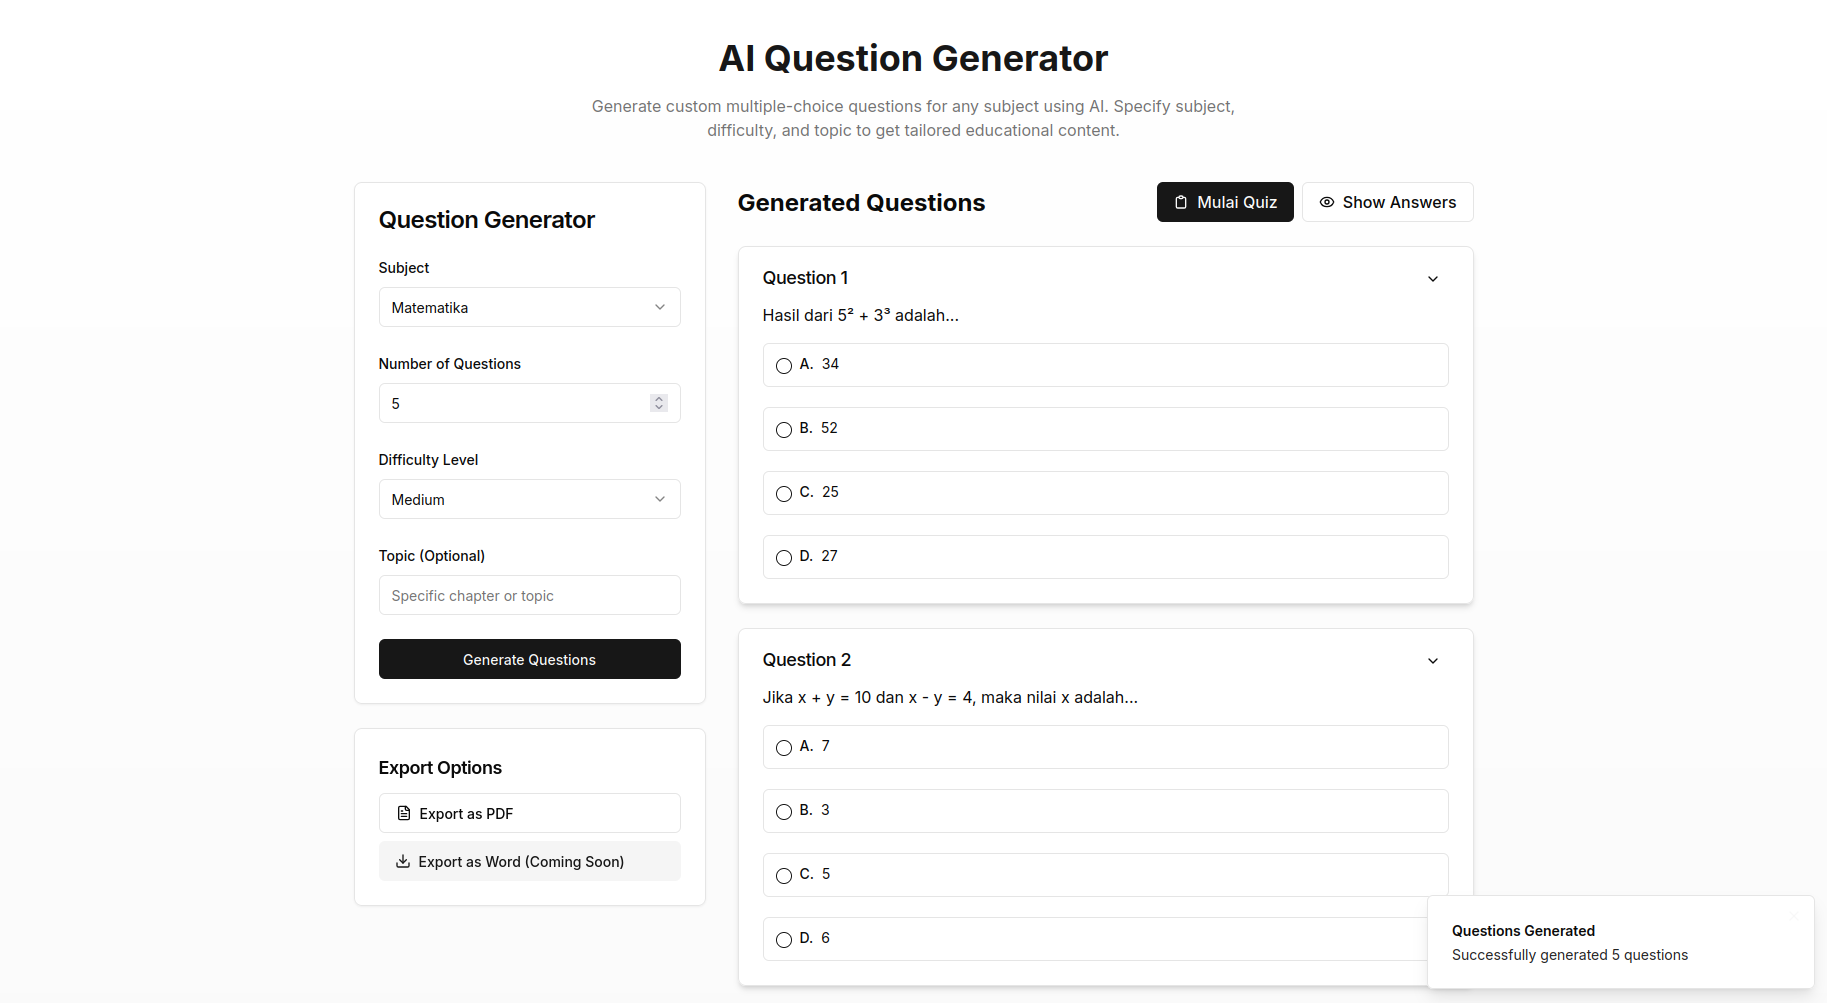 AI Question Generator
Generate custom multiple-choice questions for any subject using AI. Specify subject,
difficulty, and topic to get tailored educational content.
Question Generator
Subject
Matematika
Number of Questions
5
Difficulty Level
Medium
Topic (Optional)
Specific chapter or topic
Generate Questions
Export Options
Export as PDF
Export as Word (Coming Soon)
Generated Questions
Mulai Quiz
Show Answers
Question 1
Hasil dari 5² + 3³ adalah...
A. 34
B. 52
C. 25
D. 27
Question 2
Jika x + y = 10 dan x - y = 4, maka nilai x adalah...
A. 7
B. 3
C. 5
D. 6
Questions Generated
Successfully generated 5 questions